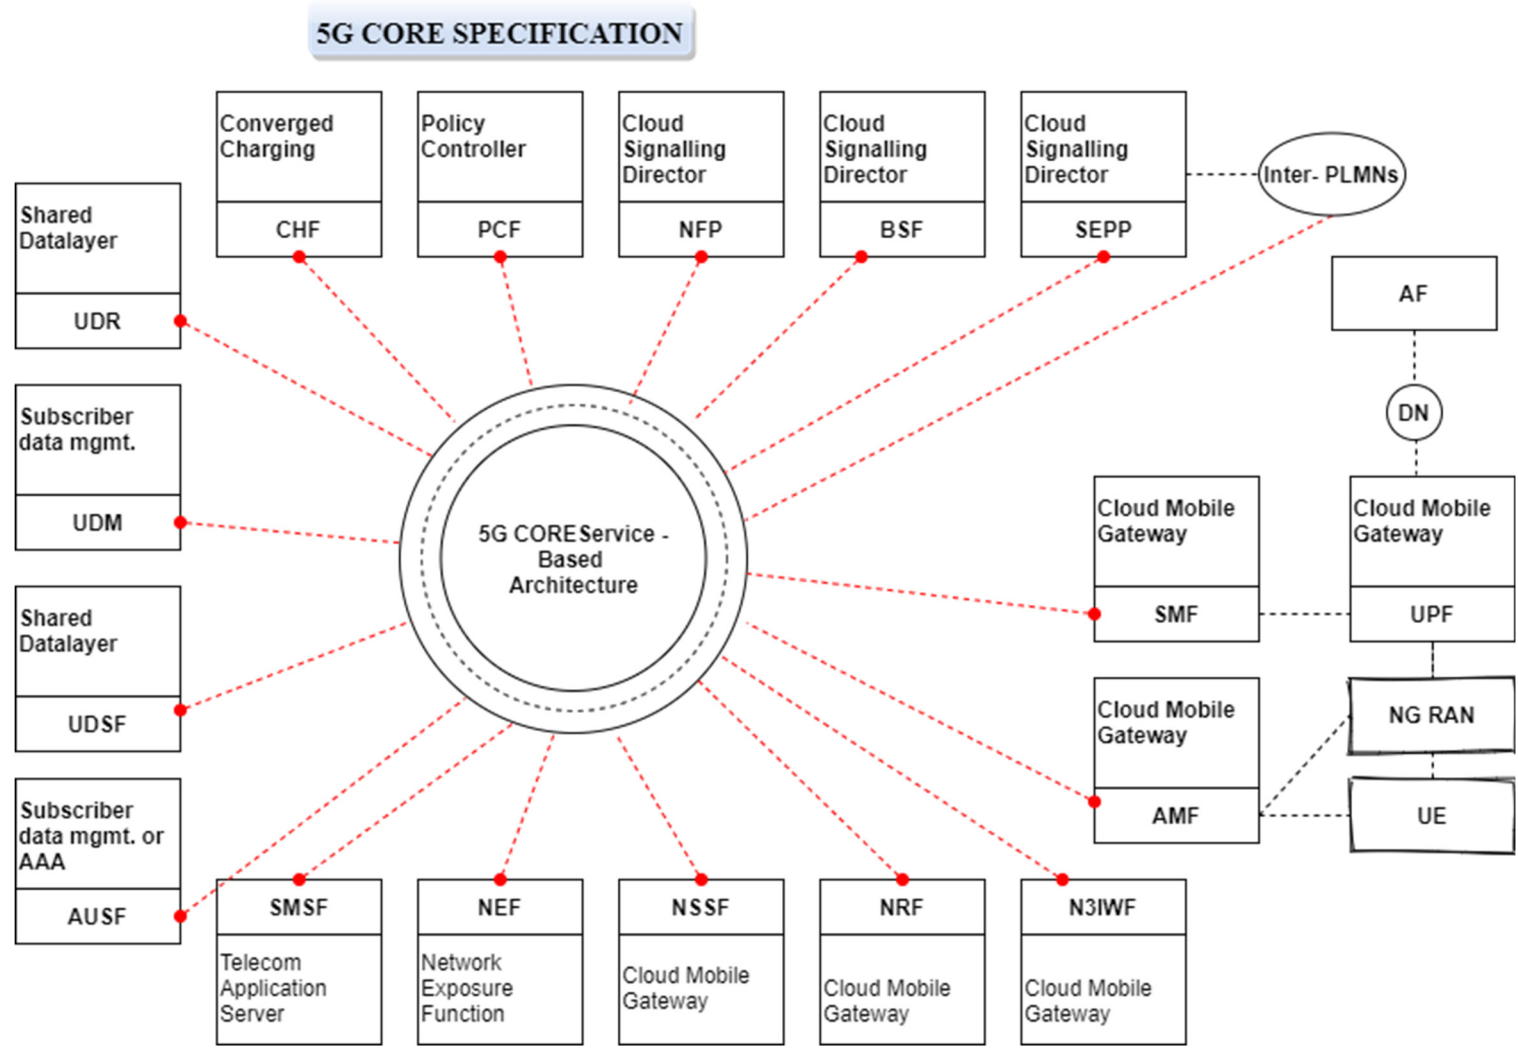 5G CORE SPECIFICATION
Converged
Charging
CHF
Policy
Controller
PCF
Cloud
Signalling
Director
NFP
Cloud
Signalling
Director
BSF
Cloud
Signalling
Director
SEPP
Inter- PLMNs
Shared
Datalayer
UDR
AF
DN
Subscriber
data mgmt.
UDM
5G CORE Service -
Based
Architecture
Cloud Mobile
Gateway
SMF
Cloud Mobile
Gateway
UPF
Shared
Datalayer
UDSF
Cloud Mobile
Gateway
AMF
NG RAN
UE
Subscriber
data mgmt. or
AAA
AUSF
SMSF
Telecom
Application
Server
NEF
Network
Exposure
Function
NSSF
Cloud Mobile
Gateway
NRF
Cloud Mobile
Gateway
N3IWF
Cloud Mobile
Gateway